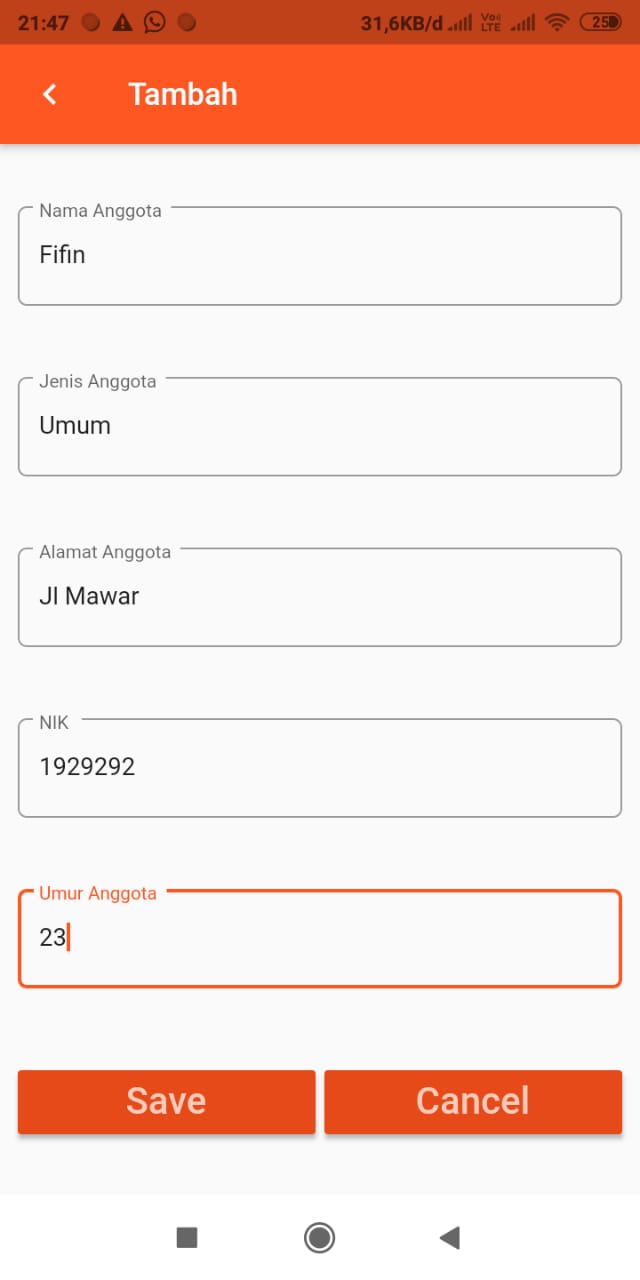 21:47 31,6KB/d Vo LTE 25
Tambah
Nama Anggota
Fifin
Jenis Anggota
Umum
Alamat Anggota
Jl Mawar
NIK
1929292
Umur Anggota
23
Save Cancel